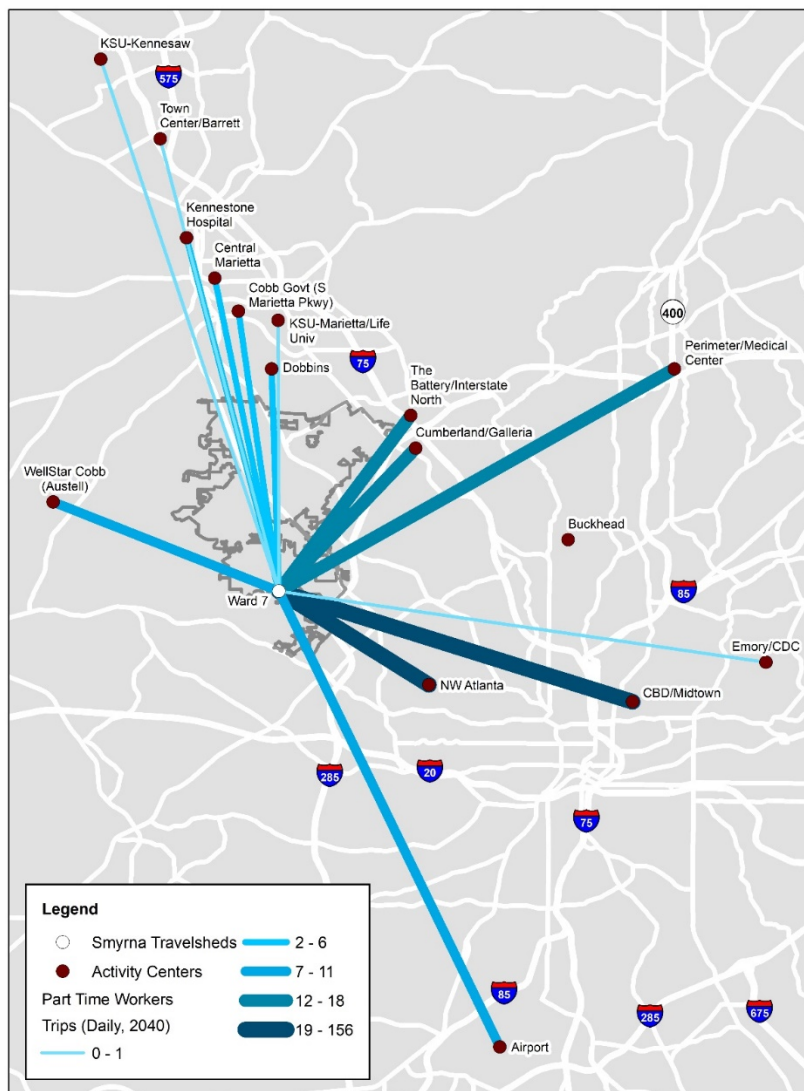 KSU-Kennesaw
575
Town
Center/Barrett
Kennestone
Hospital
Central
Marietta
Cobb Govt (S
Marietta Pkwy)
KSU-Marietta/Life
Univ
400
Dobbins
75
The
Battery/Interstate
North
Perimeter/Medical
Center
Cumberland/Galleria
WellStar Cobb
(Austell)
Buckhead
85
Ward 7
Emory/CDC
NW Atlanta
CBD/Midtown
285
20
75
Legend
Smyrna Travelsheds
Activity Centers
Part Time Workers
Trips (Daily, 2040)
0 - 1
2 - 6
7 - 11
12 - 18
19 - 156
85
285
675
Airport